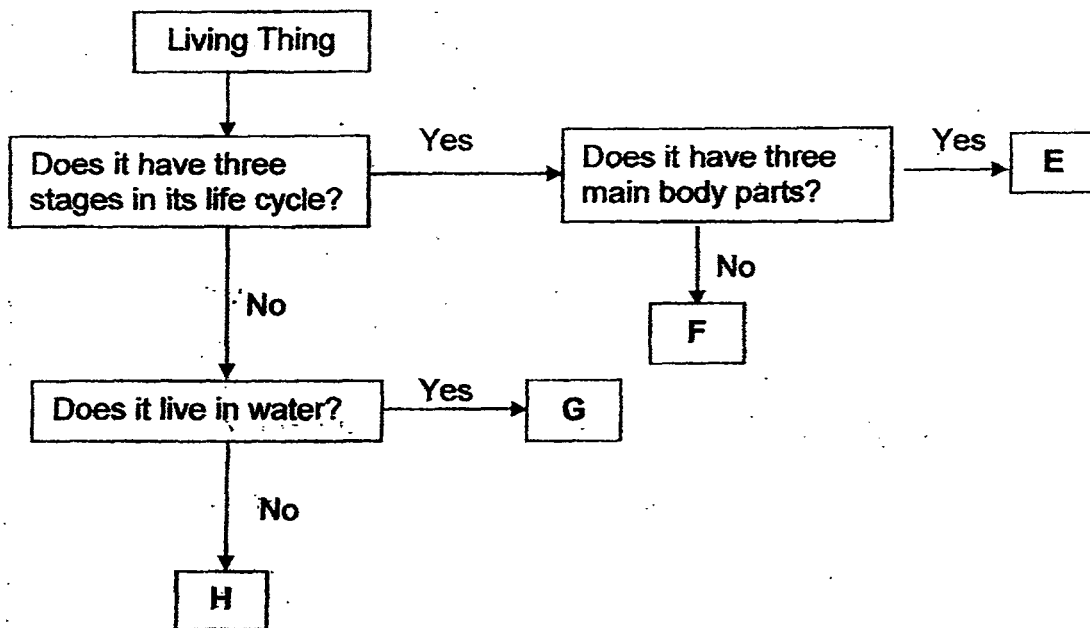 Living Thing
Does it have three
stages in its life cycle?
Yes
Does it have three
main body parts?
Yes
E
No
F
No
Does it live in water?
Yes
G
No
H